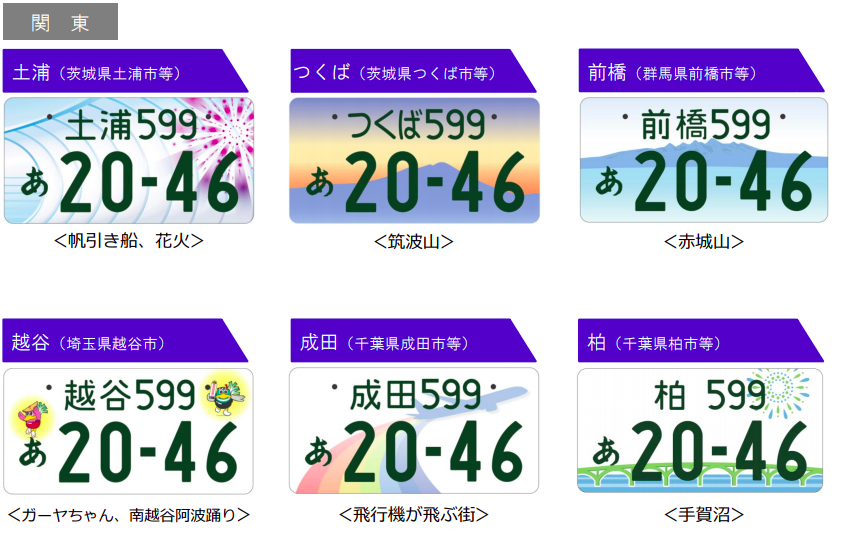 関 東
土浦（茨城県土浦市等）
つくば（茨城県つくば市等）
前橋（群馬県前橋市等）
土浦599
あ 20-46
つくば599
あ 20-46
前橋599
あ 20-46
＜帆引き船、花火＞
＜筑波山＞
＜赤城山＞
越谷（埼玉県越谷市）
成田（千葉県成田市等）
柏（千葉県柏市等）
越谷599
あ 20-46
成田599
あ 20-46
柏 599
あ 20-46
＜ガーヤちゃん、南越谷阿波踊り＞
＜飛行機が飛ぶ街＞
＜手賀沼＞